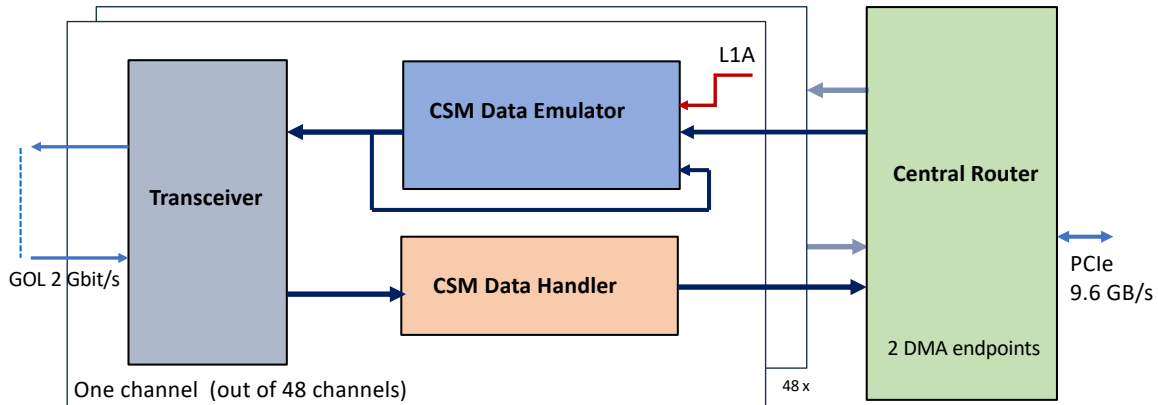 L1A
CSM Data Emulator
Transceiver
Central Router
GOL 2 Gbit/s
CSM Data Handler
PCIe
9.6 GB/s
2 DMA endpoints
One channel  (out of 48 channels)
48 x